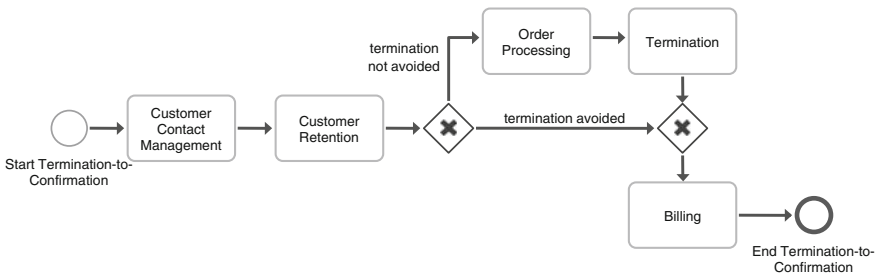 Start Termination-to-
Confirmation
Customer
Contact
Management
Customer
Retention
termination
not avoided
Order
Processing
Termination
termination avoided
Billing
End Termination-to-
Confirmation